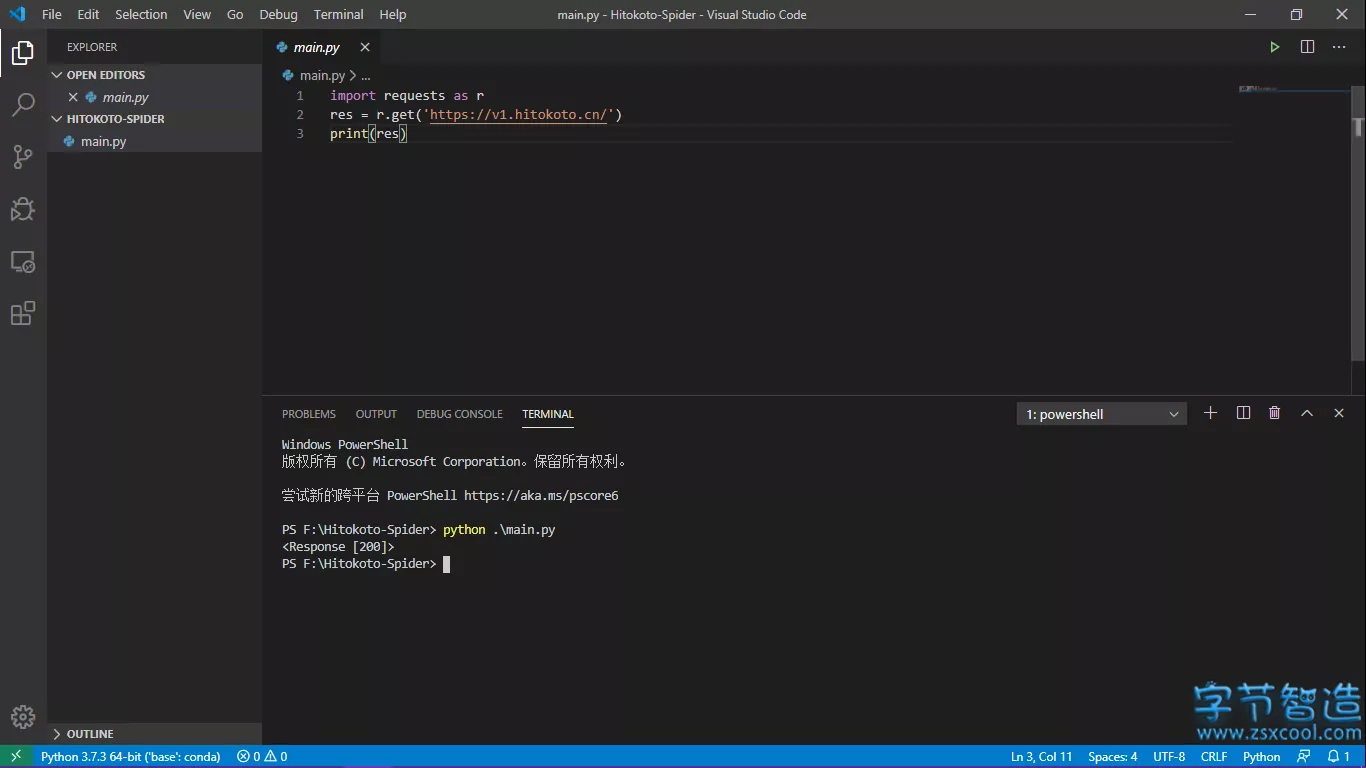 File Edit Selection View Go Debug Terminal Help
main.py - Hitokoto-Spider - Visual Studio Code
EXPLORER
OPEN EDITORS
main.py
HITOKOTO-SPIDER
main.py
OUTLINE
main.py
main.py > ...
1 import requests as r
2 res = r.get('https://v1.hitokoto.cn/')
3 print(res)
PROBLEMS OUTPUT DEBUG CONSOLE TERMINAL
1: powershell
Windows PowerShell
版权所有 (C) Microsoft Corporation。保留所有权利。
尝试新的跨平台 PowerShell https://aka.ms/pscore6
PS F:\Hitokoto-Spider> python .\main.py
<Response [200]>
PS F:\Hitokoto-Spider>
字节智造
www.zsxcool.com
Python 3.7.3 64-bit ('base': conda) 0 0
Ln 3, Col 11 Spaces: 4 UTF-8 CRLF Python 1